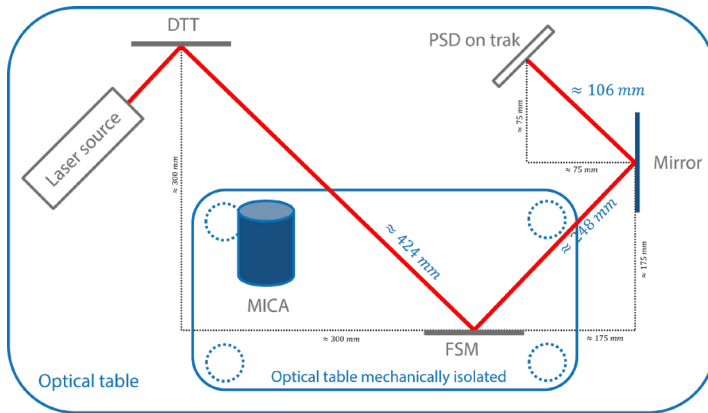 DTT
PSD on trak
Laser source
≈ 106 mm
≈ 75 mm
≈ 75 mm
Mirror
≈ 300 mm
≈ 424 mm
≈ 248 mm
≈ 175 mm
MICA
≈ 300 mm
FSM
≈ 175 mm
Optical table
Optical table mechanically isolated